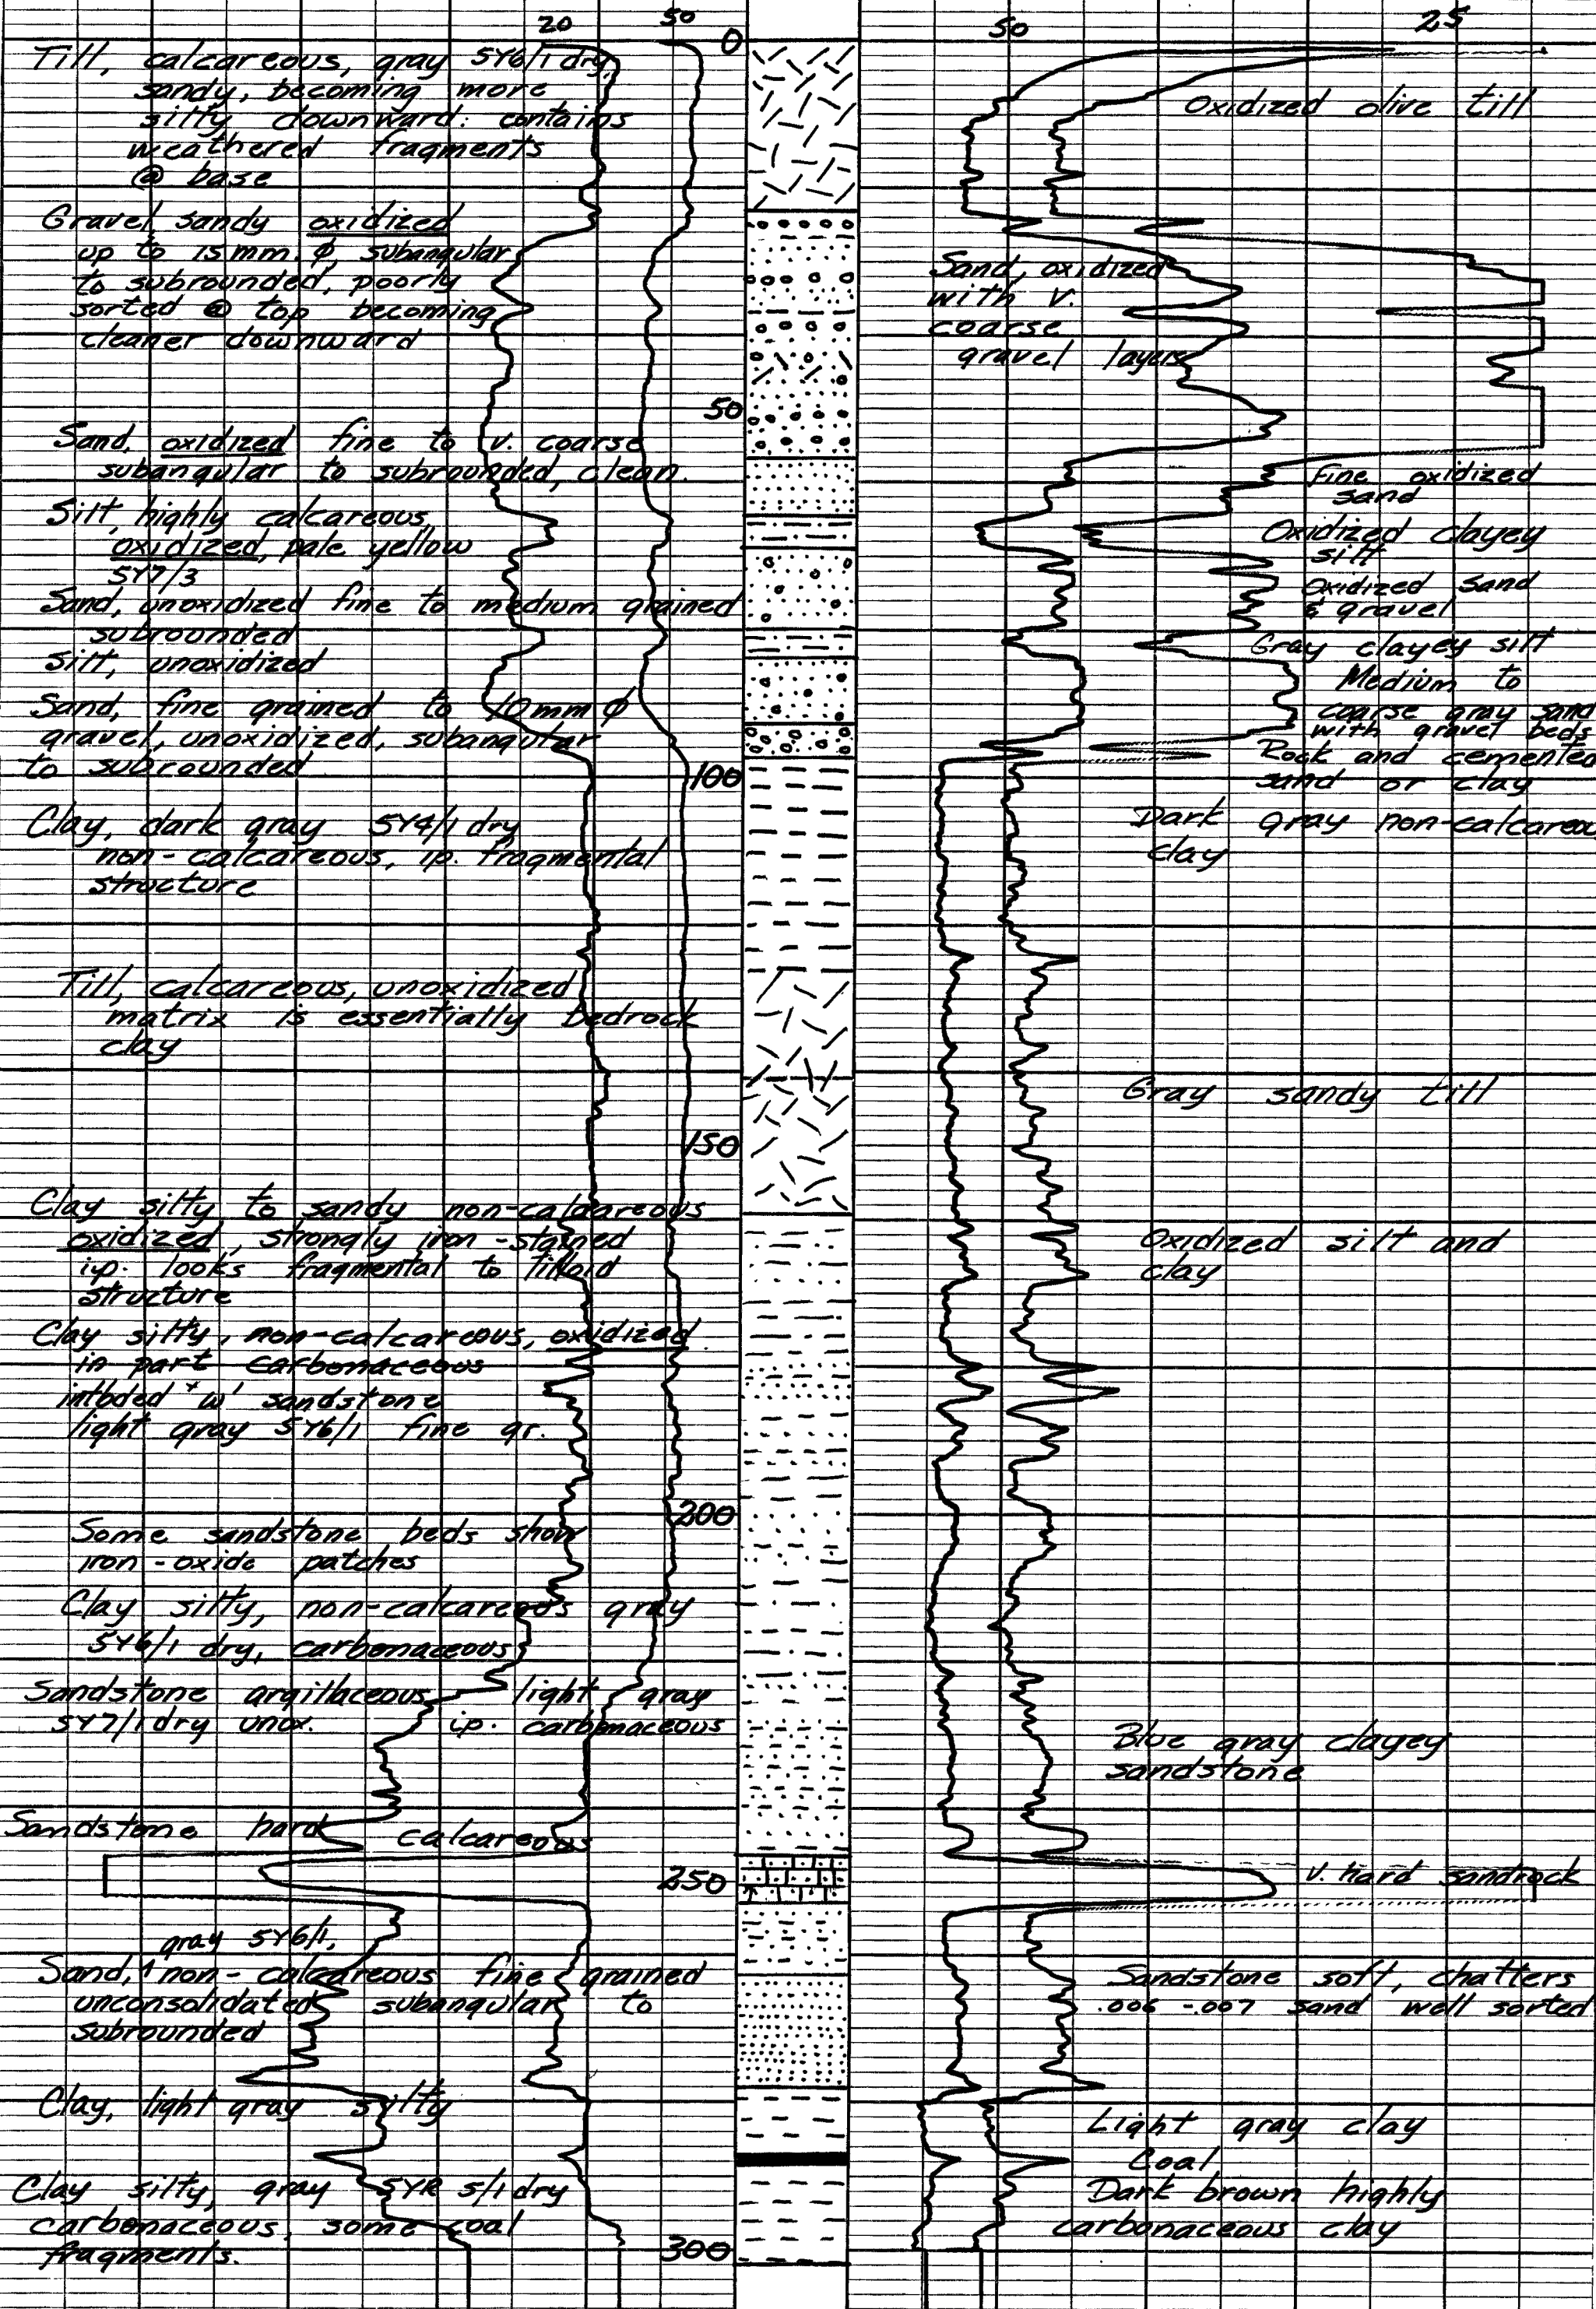 20
50
0
50
25
Till, calcareous, gray 5Y6/1 dry,
sandy, becoming more
silty downward: contains
weathered fragments
@ base
Oxidized olive till
Gravel sandy oxidized
up to 15 mm. ϕ, subangular
to subrounded, poorly
sorted @ top becoming
cleaner downward
Sand, oxidized
with v.
coarse
gravel layers
50
Sand, oxidized fine to v. coarse
subangular to subrounded, clean.
Fine oxidized
sand
Silt, highly calcareous,
oxidized, pale yellow
5Y7/3
Oxidized clayey
silt
Oxidized sand
& gravel
Sand, unoxidized fine to medium grained
subrounded
Silt, unoxidized
Gray clayey silt
Sand, fine grained to 10mm ϕ
gravel, unoxidized, subangular
to subrounded
Medium to
coarse gray sand
with gravel beds
Rock and cemented
sand or clay
100
Clay, dark gray 5Y4/1 dry
non-calcareous, ip. fragmental
structure
Dark gray non-calcareou
clay
Till, calcareous, unoxidized
matrix is essentially bedrock
clay
Gray sandy till
150
Clay silty to sandy non-calcareous
oxidized, strongly iron-stained
ip. looks fragmental to tilloid
structure
Oxidized silt and
clay
Clay silty, non-calcareous, oxidized
in part carbonaceous
intbded w' sandstone
light gray 5Y6/1 fine gr.
200
Some sandstone beds show
iron-oxide patches
Clay silty, non-calcareous gray
5Y6/1 dry, carbonaceous
Sandstone argillaceous light gray
5Y7/1 dry unox. ip. carbonaceous
Blue gray clayey
sandstone
Sandstone hard calcareous
250
v. hard sandrock
gray 5Y6/1,
Sand, non-calcareous fine grained
unconsolidated subangular to
subrounded
Sandstone soft, chatters
.006 -.007 sand well sorted
Clay, light gray silty
Light gray clay
Coal
Clay silty, gray 5YR 5/1 dry
carbonaceous, some coal
fragments.
Dark brown highly
carbonaceous clay
300